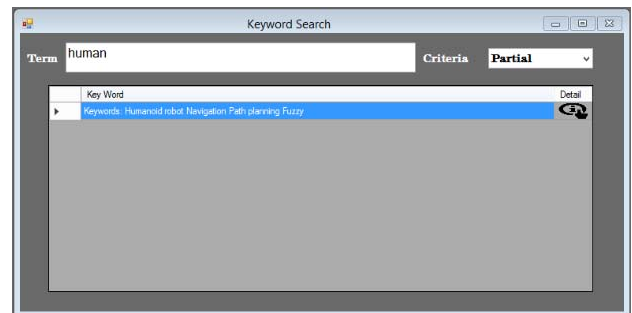 Keyword Search
Term human Criteria Partial
Key Word Detail
Keywords: Humanoid robot Navigation Path planning Fuzzy